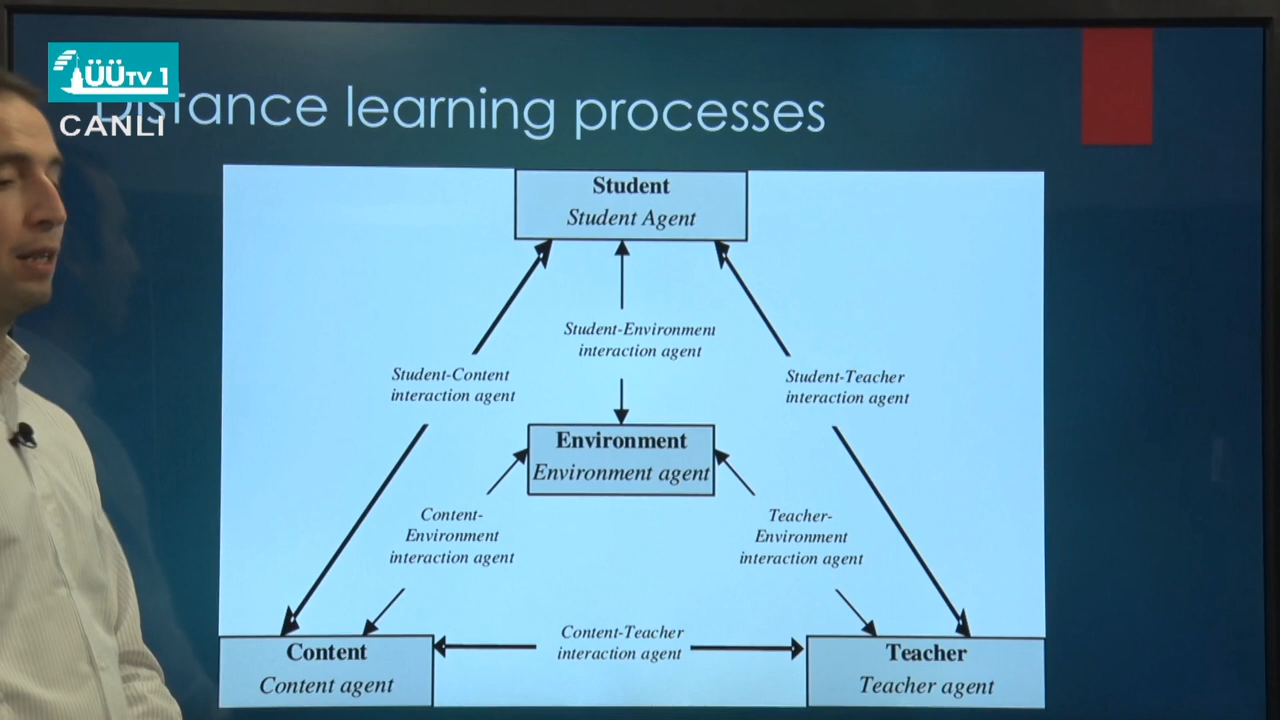 ÜÜTV 1
CANLI
Distance learning processes
Student
Student Agent
Student-Environment
interaction agent
Student-Content
interaction agent
Student-Teacher
interaction agent
Environment
Environment agent
Content-
Environment
interaction agent
Teacher-
Environment
interaction agent
Content-Teacher
interaction agent
Content
Content agent
Teacher
Teacher agent